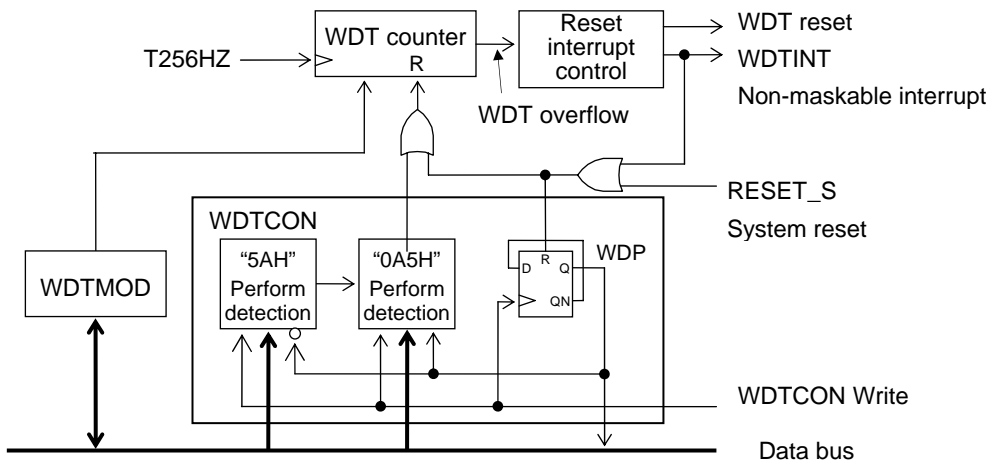 WDT counter
R
T256HZ
Reset
interrupt
control
WDT reset
WDTINT
Non-maskable interrupt
WDT overflow
RESET_S
System reset
WDTCON
“5AH”
Perform
detection
“0A5H”
Perform
detection
WDP
R
D
Q
QN
WDTMOD
WDTCON Write
Data bus